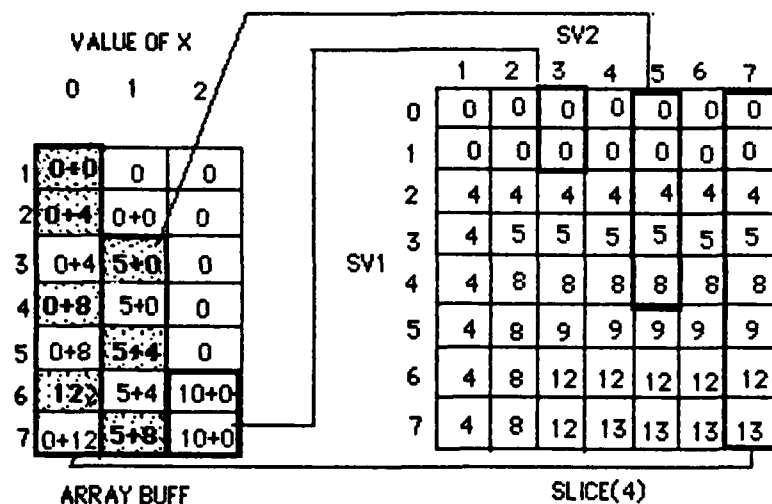 VALUE OF X
0 1 2
1 0+0 0 0
2 0+4 0+0 0
3 0+4 5+0 0
4 0+8 5+0 0
5 0+8 5+4 0
6 12 5+4 10+0
7 0+12 5+8 10+0
ARRAY BUFF
SV2
1 2 3 4 5 6 7
0 0 0 0 0 0 0 0
1 0 0 0 0 0 0 0
2 4 4 4 4 4 4 4
3 4 5 5 5 5 5 5
SV1
4 4 8 8 8 8 8 8
5 4 8 9 9 9 9 9
6 4 8 12 12 12 12 12
7 4 8 12 13 13 13 13
SLICE(4)